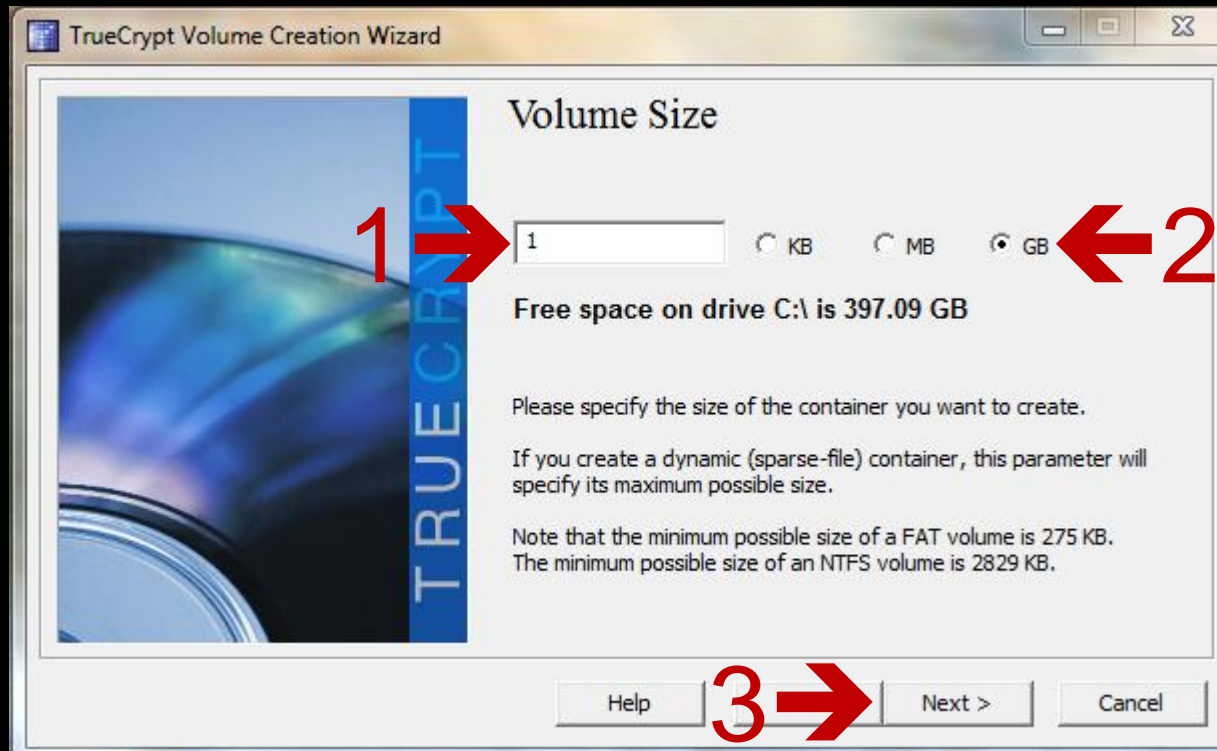 TrueCrypt Volume Creation Wizard
TRUECRYPT
Volume Size
1
1
KB
MB
GB
2
Free space on drive C:\ is 397.09 GB
Please specify the size of the container you want to create.
If you create a dynamic (sparse-file) container, this parameter will
specify its maximum possible size.
Note that the minimum possible size of a FAT volume is 275 KB.
The minimum possible size of an NTFS volume is 2829 KB.
Help
3
Next >
Cancel